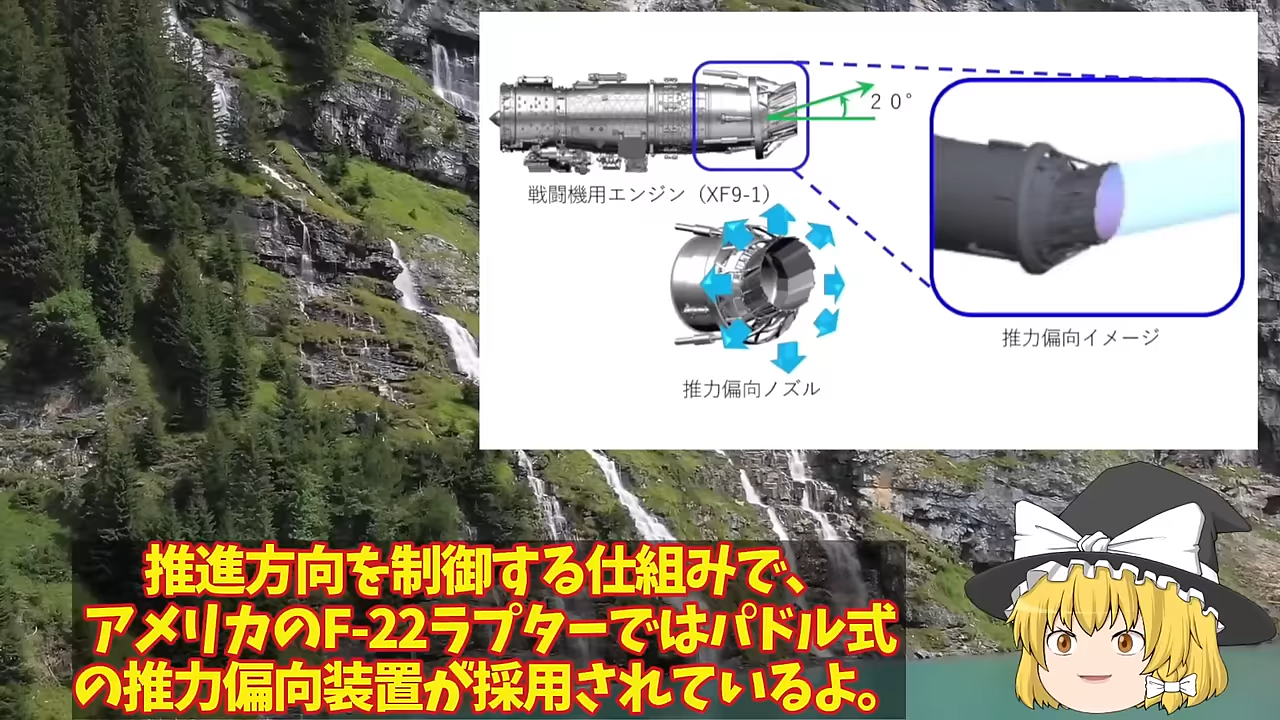 ２０°
戦闘機用エンジン（XF9-1）
推力偏向イメージ
推力偏向ノズル
推進方向を制御する仕組みで、
アメリカのF-22ラプターではパドル式
の推力偏向装置が採用されているよ。